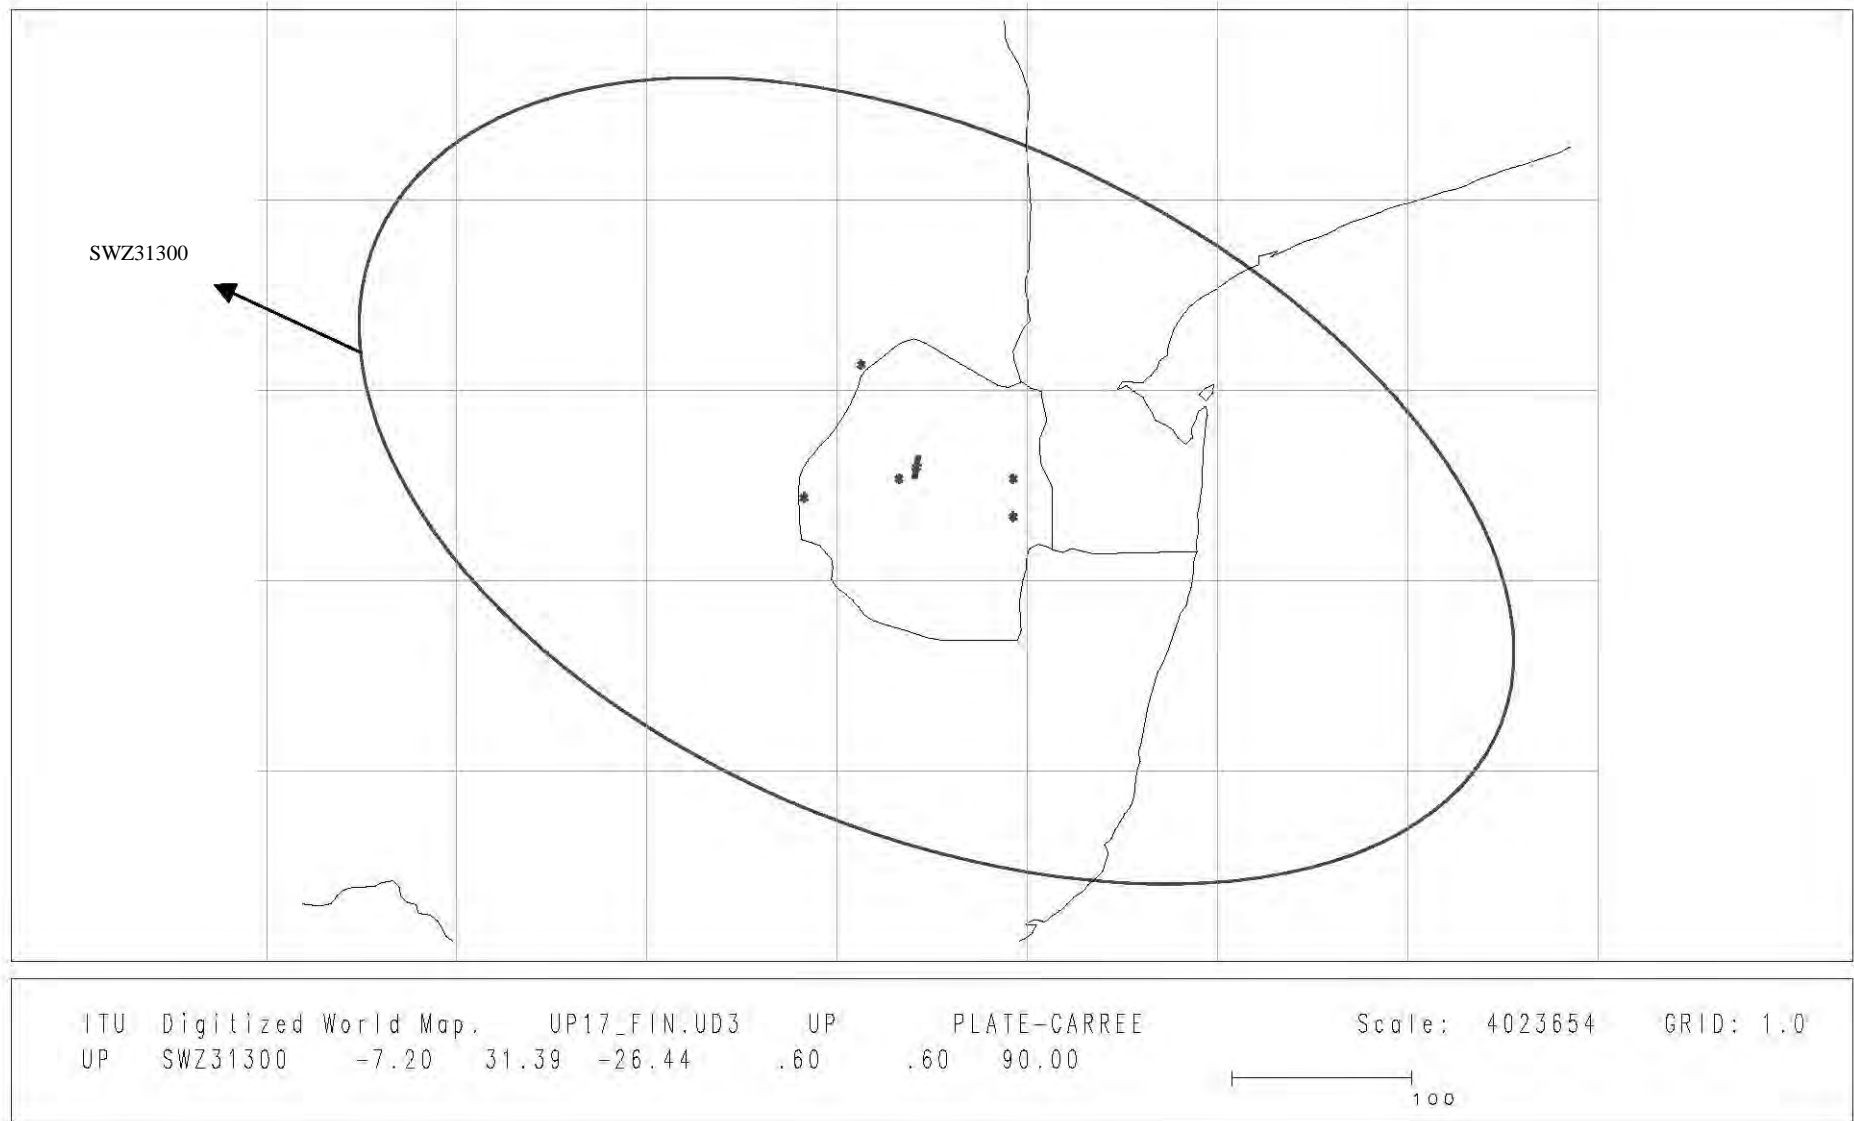 SWZ31300
ITU Digitized World Map. UP17_FIN.UD3 UP PLATE-CARREE Scale: 4023654 GRID: 1.0
UP SWZ31300 -7.20 31.39 -26.44 .60 .60 90.00
100